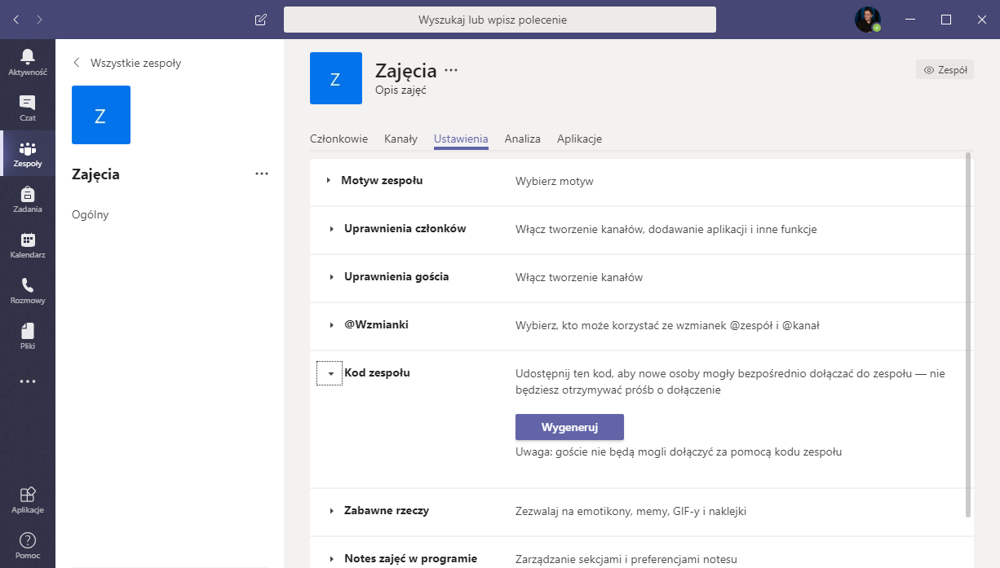 Wyszukaj lub wpisz polecenie
Aktywność
Czat
Zespoły
Zadania
Kalendarz
Rozmowy
Pliki
Aplikacje
Pomoc
Wszystkie zespoły
Z
Zajęcia
Ogólny
Z
Zajęcia
Opis zajęć
Zespół
Członkowie Kanały Ustawienia Analiza Aplikacje
Motyw zespołu Wybierz motyw
Uprawnienia członków Włącz tworzenie kanałów, dodawanie aplikacji i inne funkcje
Uprawnienia gościa Włącz tworzenie kanałów
@Wzmianki Wybierz, kto może korzystać ze wzmianek @zespół i @kanał
Kod zespołu Udostępnij ten kod, aby nowe osoby mogły bezpośrednio dołączać do zespołu — nie
będziesz otrzymywać próśb o dołączenie
Wygeneruj
Uwaga: goście nie będą mogli dołączyć za pomocą kodu zespołu
Zabawne rzeczy Zezwalaj na emotikony, memy, GIF-y i naklejki
Notes zajęć w programie Zarządzanie sekcjami i preferencjami notesu